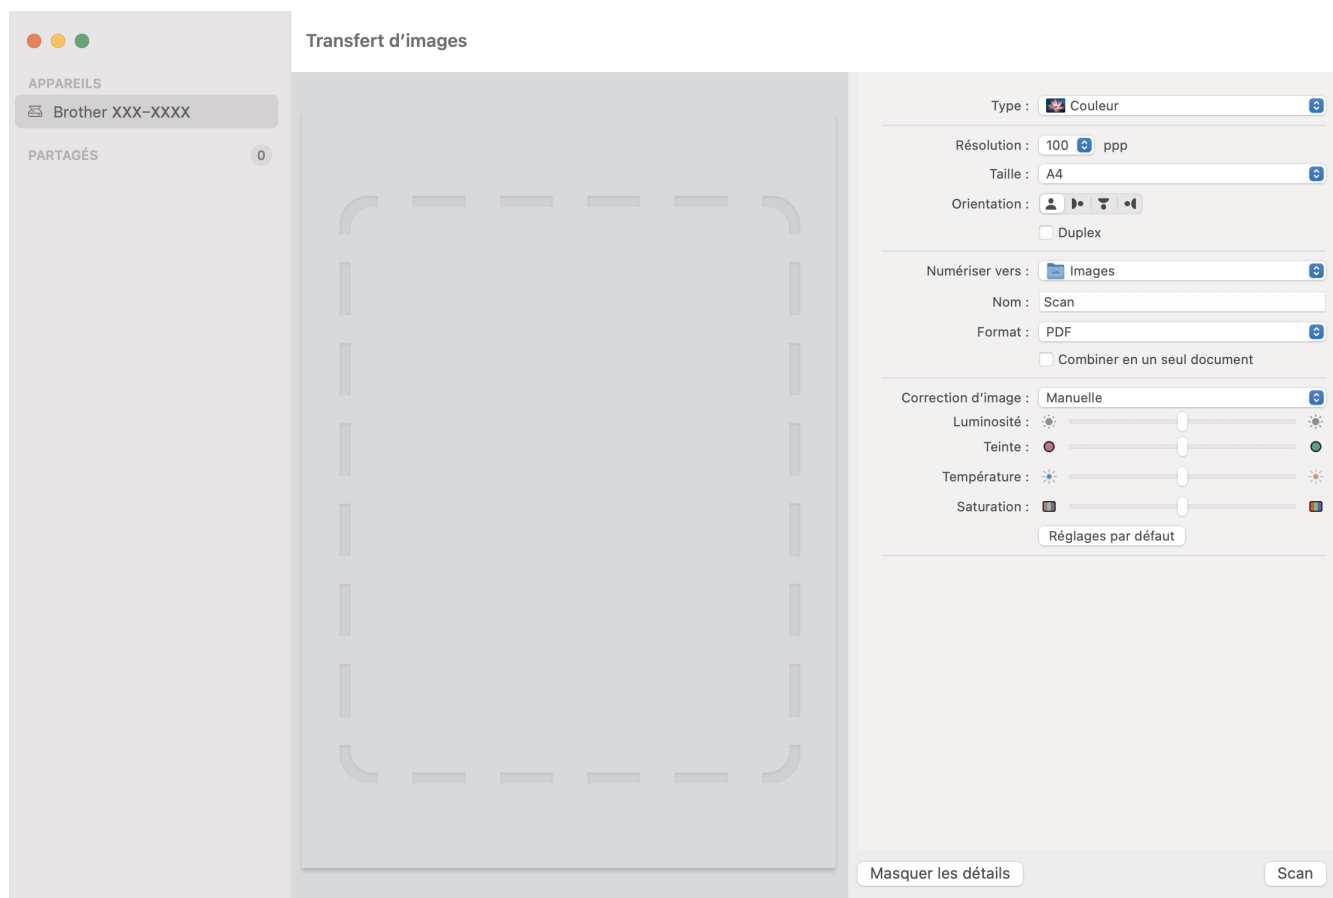 Transfert d’images
APPAREILS
Brother XXX-XXXX
PARTAGÉS 0
Type : Couleur
Résolution : 100 ppp
Taille : A4
Orientation :
Duplex
Numériser vers : Images
Nom : Scan
Format : PDF
Combiner en un seul document
Correction d’image : Manuelle
Luminosité :
Teinte :
Température :
Saturation :
Réglages par défaut
Masquer les détails Scan